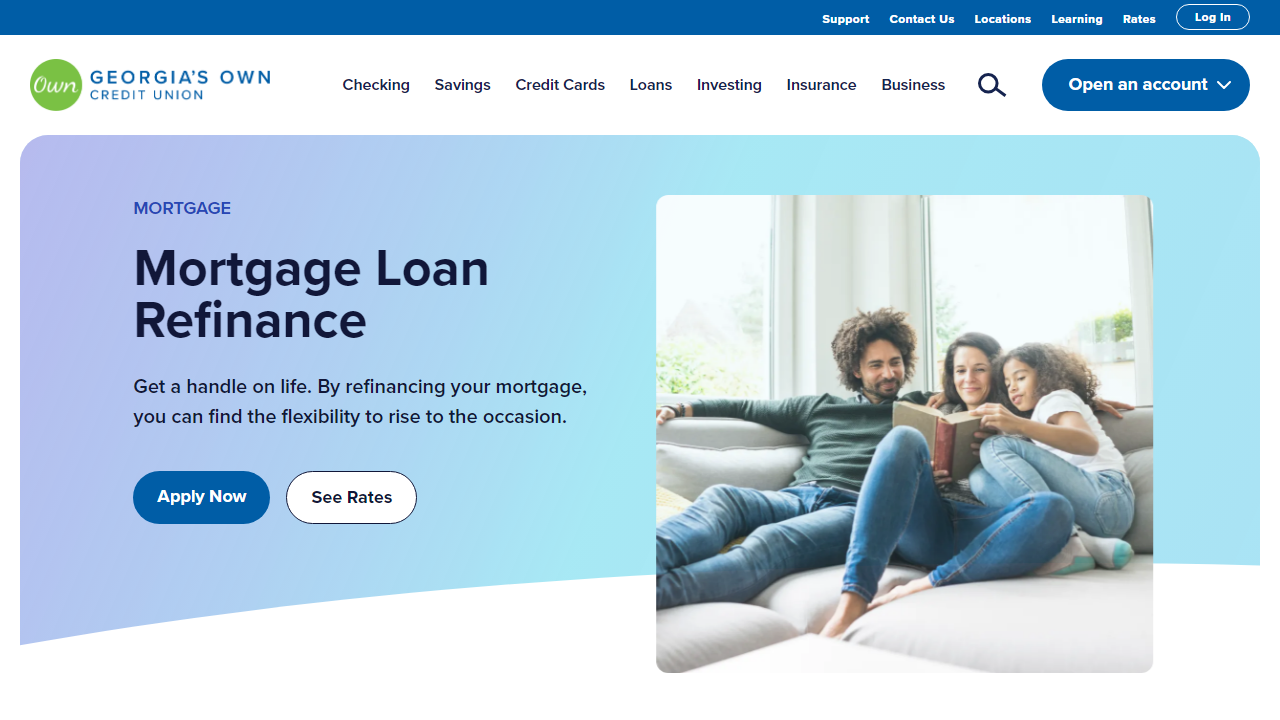 Support Contact Us Locations Learning Rates Log In
Own GEORGIA'S OWN
CREDIT UNION
Checking Savings Credit Cards Loans Investing Insurance Business Open an account
MORTGAGE
Mortgage Loan
Refinance
Get a handle on life. By refinancing your mortgage,
you can find the flexibility to rise to the occasion.
Apply Now See Rates